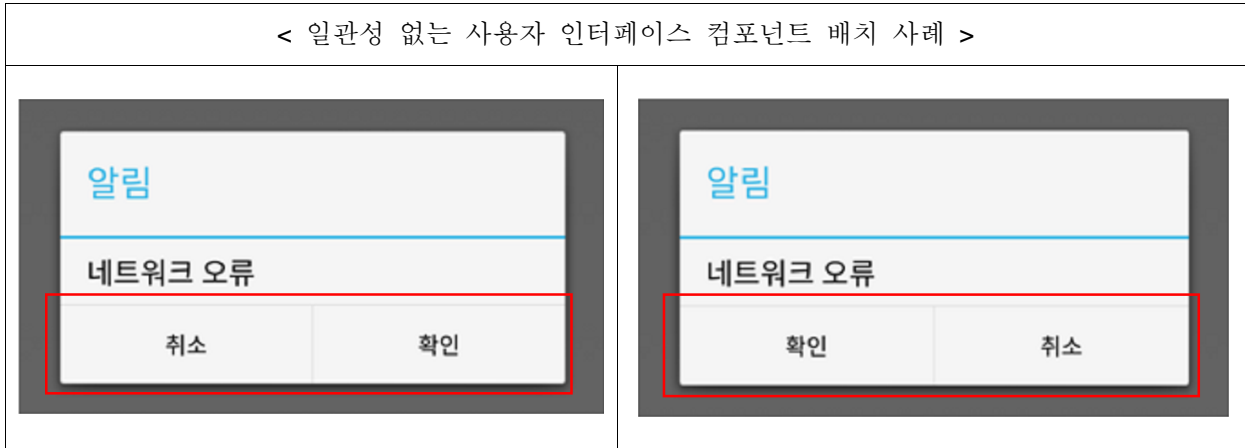 < 일관성 없는 사용자 인터페이스 컴포넌트 배치 사례 >
알림
네트워크 오류
취소 확인
알림
네트워크 오류
확인 취소